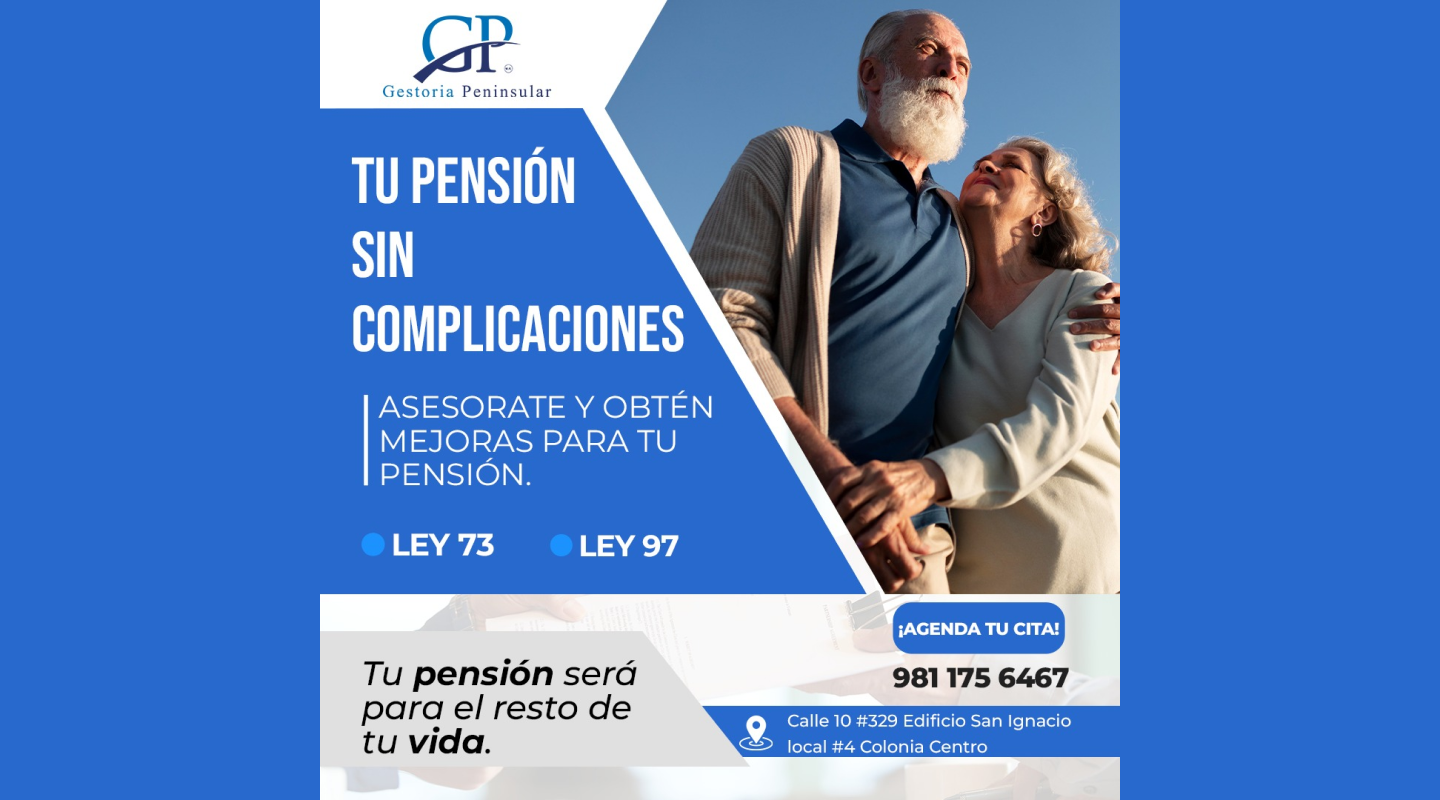 GP
Gestoria Peninsular
TU PENSIÓN
SIN
COMPLICACIONES
ASESORATE Y OBTÉN
MEJORAS PARA TU
PENSIÓN.
LEY 73
LEY 97
Tu pensión será
para el resto de
tu vida.
¡AGENDA TU CITA!
981 175 6467
Calle 10 #329 Edificio San Ignacio
local #4 Colonia Centro